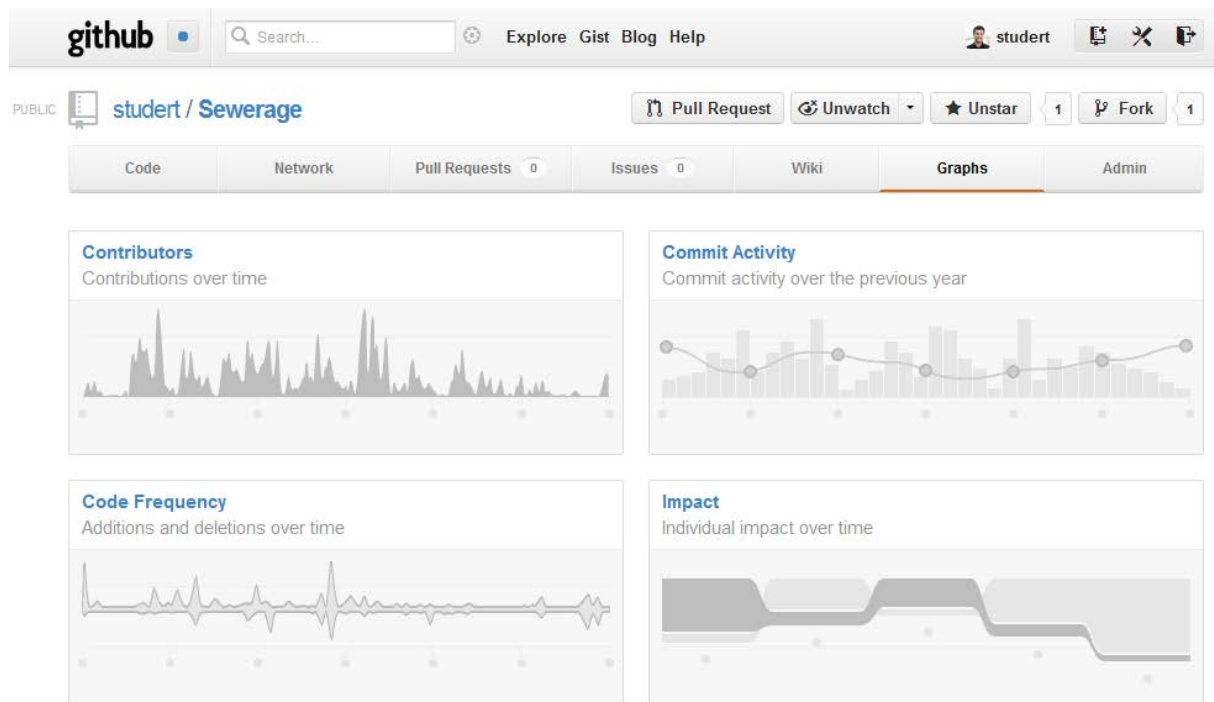 github Search... Explore Gist Blog Help studert
PUBLIC studert / Sewerage Pull Request Unwatch Unstar 1 Fork 1
Code Network Pull Requests 0 Issues 0 Wiki Graphs Admin
Contributors
Contributions over time
Commit Activity
Commit activity over the previous year
Code Frequency
Additions and deletions over time
Impact
Individual impact over time